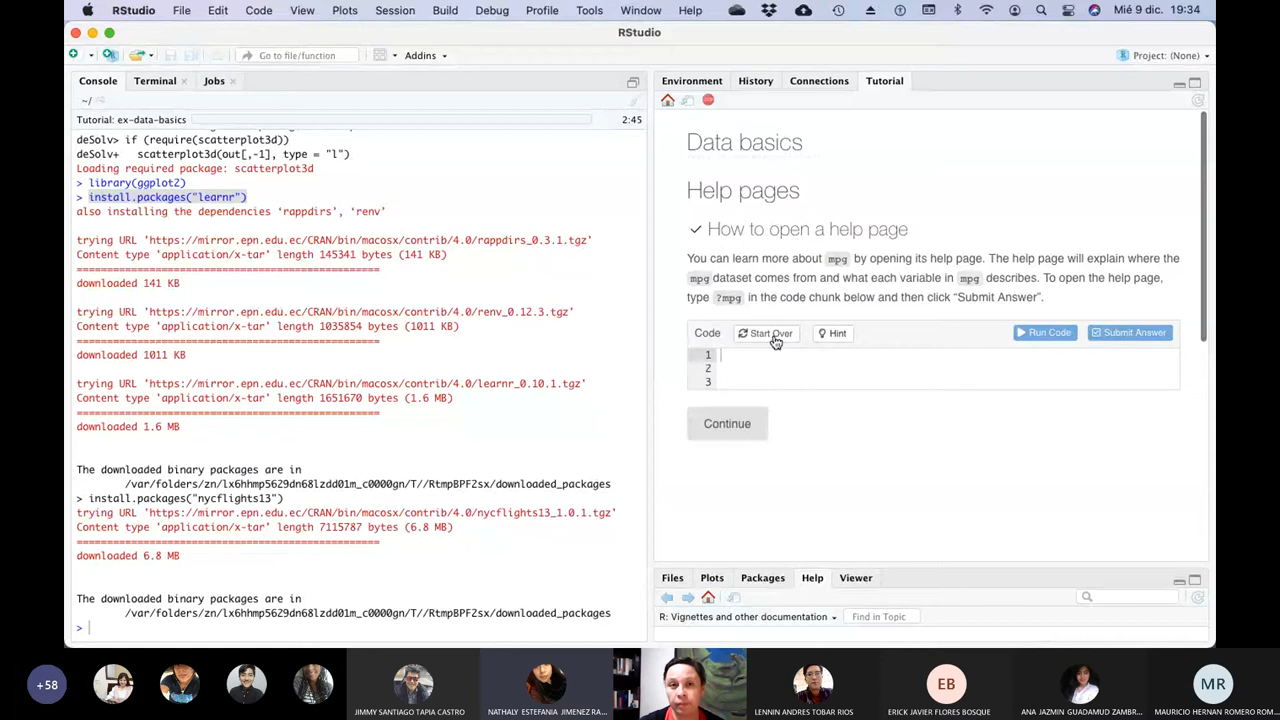 RStudio File Edit Code View Plots Session Build Debug Profile Tools Window Help Mié 9 dic. 19:34
RStudio
Go to file/function Addins Project: (None)
Console Terminal Jobs
~/
Tutorial: ex-data-basics 2:45
deSolv> if (require(scatterplot3d))
deSolv+ scatterplot3d(out[,-1], type = "l")
Loading required package: scatterplot3d
> library(ggplot2)
> install.packages("learnr")
also installing the dependencies ‘rappdirs’, ‘renv’
trying URL 'https://mirror.epn.edu.ec/CRAN/bin/macosx/contrib/4.0/rappdirs_0.3.1.tgz'
Content type 'application/x-tar' length 145341 bytes (141 KB)
==================================================
downloaded 141 KB
trying URL 'https://mirror.epn.edu.ec/CRAN/bin/macosx/contrib/4.0/renv_0.12.3.tgz'
Content type 'application/x-tar' length 1035854 bytes (1011 KB)
==================================================
downloaded 1011 KB
trying URL 'https://mirror.epn.edu.ec/CRAN/bin/macosx/contrib/4.0/learnr_0.10.1.tgz'
Content type 'application/x-tar' length 1651670 bytes (1.6 MB)
==================================================
downloaded 1.6 MB
The downloaded binary packages are in
/var/folders/zn/lx6hhmp5629dn68lzdd01m_c0000gn/T//RtmpBPF2sx/downloaded_packages
> install.packages("nycflights13")
trying URL 'https://mirror.epn.edu.ec/CRAN/bin/macosx/contrib/4.0/nycflights13_1.0.1.tgz'
Content type 'application/x-tar' length 7115787 bytes (6.8 MB)
==================================================
downloaded 6.8 MB
The downloaded binary packages are in
/var/folders/zn/lx6hhmp5629dn68lzdd01m_c0000gn/T//RtmpBPF2sx/downloaded_packages
>
Environment History Connections Tutorial
Data basics
Help pages
How to open a help page
You can learn more about mpg by opening its help page. The help page will explain where the
mpg dataset comes from and what each variable in mpg describes. To open the help page,
type ?mpg in the code chunk below and then click “Submit Answer”.
Code Start Over Hint Run Code Submit Answer
1
2
3
Continue
Files Plots Packages Help Viewer
R: Vignettes and other documentation Find in Topic
+58
JIMMY SANTIAGO TAPIA CASTRO
NATHALY ESTEFANIA JIMENEZ RA...
LENNIN ANDRES TOBAR RIOS
EB
ERICK JAVIER FLORES BOSQUE
ANA JAZMIN GUADAMUD ZAMBR...
MR
MAURICIO HERNAN ROMERO ROM...